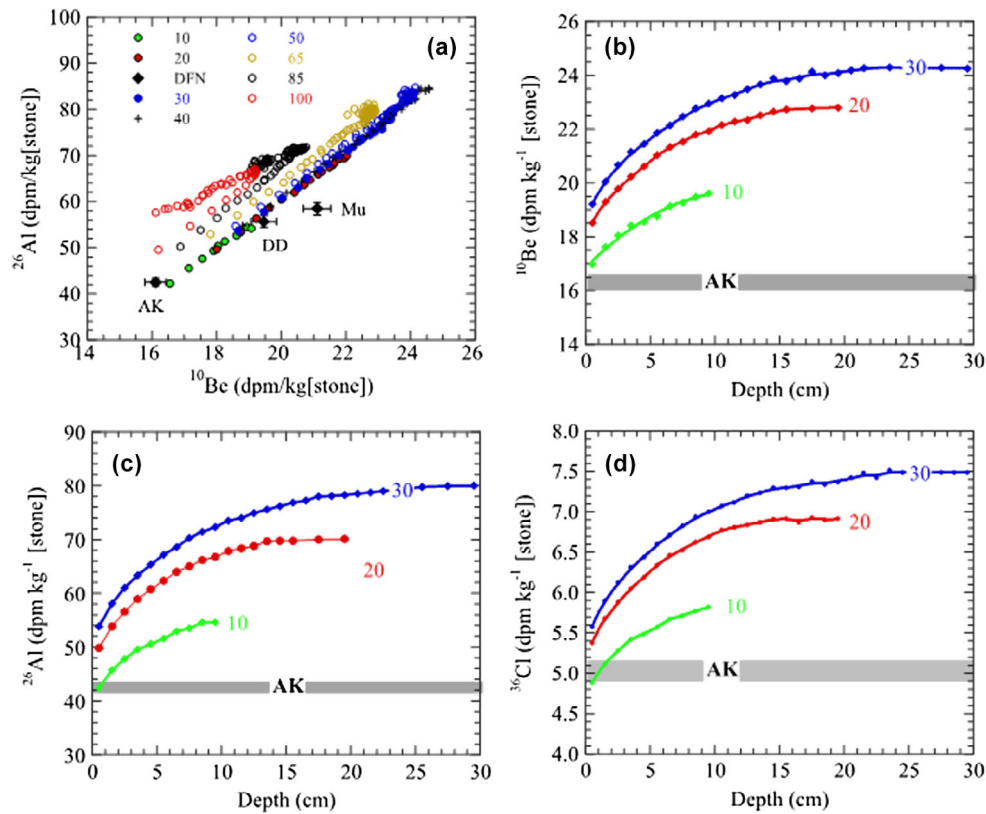 (a)
100
90
80
70
60
50
40
30
²⁶Al (dpm/kg[stone])
10
20
DFN
30
40
50
65
85
100
Mu
DD
AK
14 16 18 20 22 24 26
¹⁰Be (dpm/kg[stone])
(b)
26
24
22
20
18
16
14
¹⁰Be (dpm kg⁻¹ [stone]
30
20
10
AK
0 5 10 15 20 25 30
Depth (cm)
(c)
90
80
70
60
50
40
30
²⁶Al (dpm kg⁻¹ [stone]
30
20
10
AK
0 5 10 15 20 25 30
Depth (cm)
(d)
8.0
7.5
7.0
6.5
6.0
5.5
5.0
4.5
4.0
³⁶Cl (dpm kg⁻¹ [stone]
30
20
10
AK
0 5 10 15 20 25 30
Depth (cm)